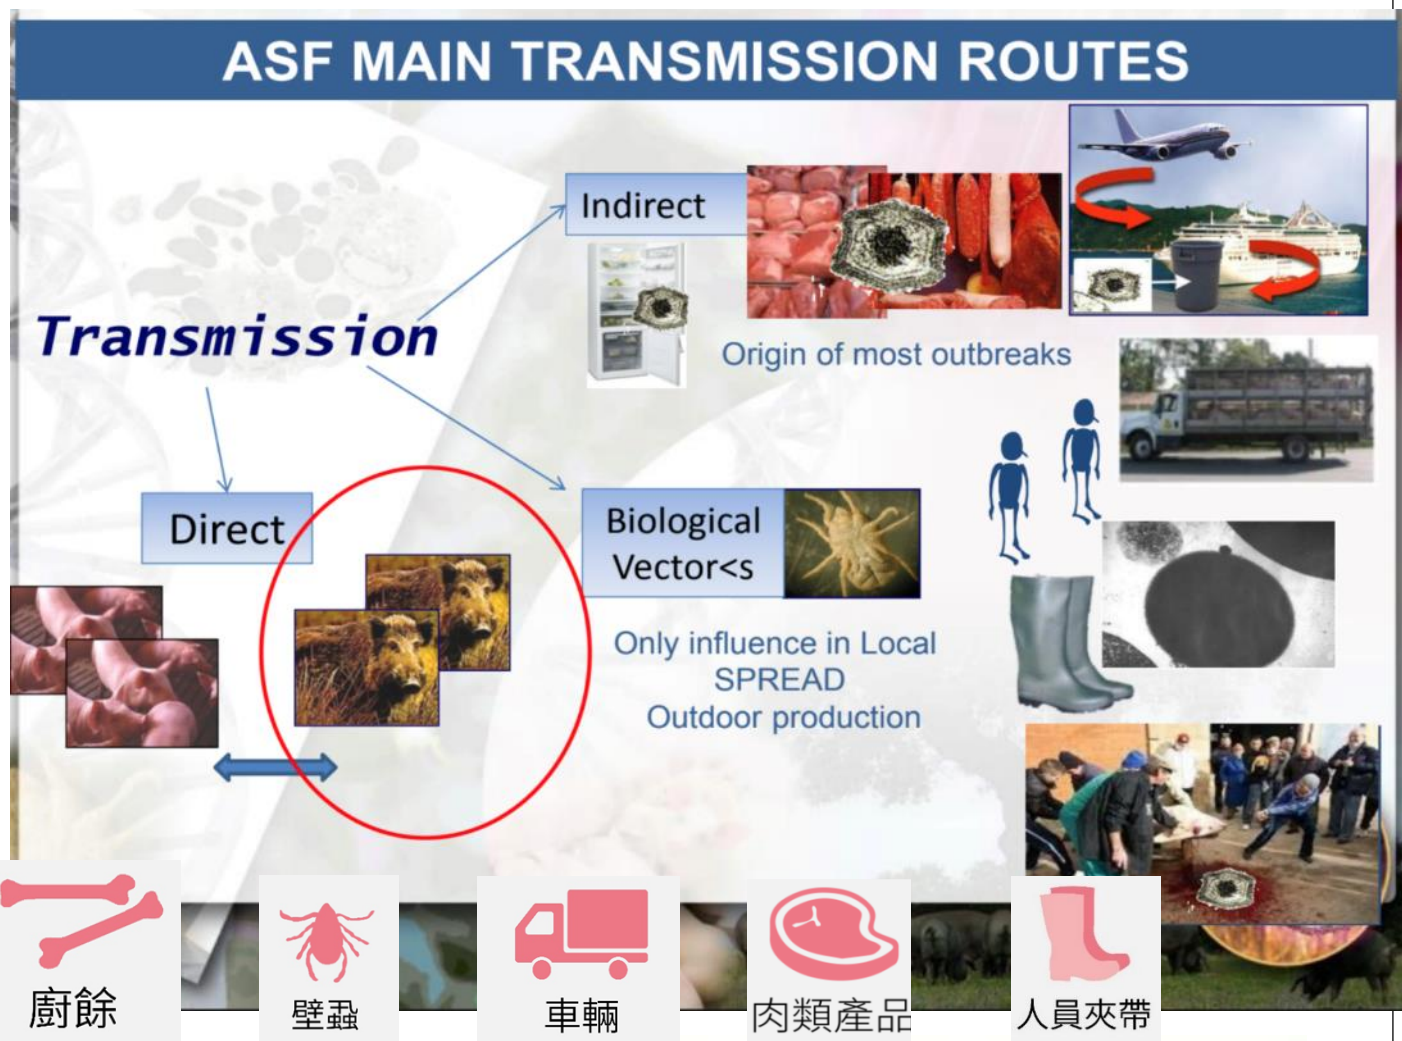 ASF MAIN TRANSMISSION ROUTES
Indirect
Transmission
Origin of most outbreaks
Direct
Biological
Vector<s
Only influence in Local
SPREAD
Outdoor production
廚餘
壁蝨
車輛
肉類產品
人員夾帶